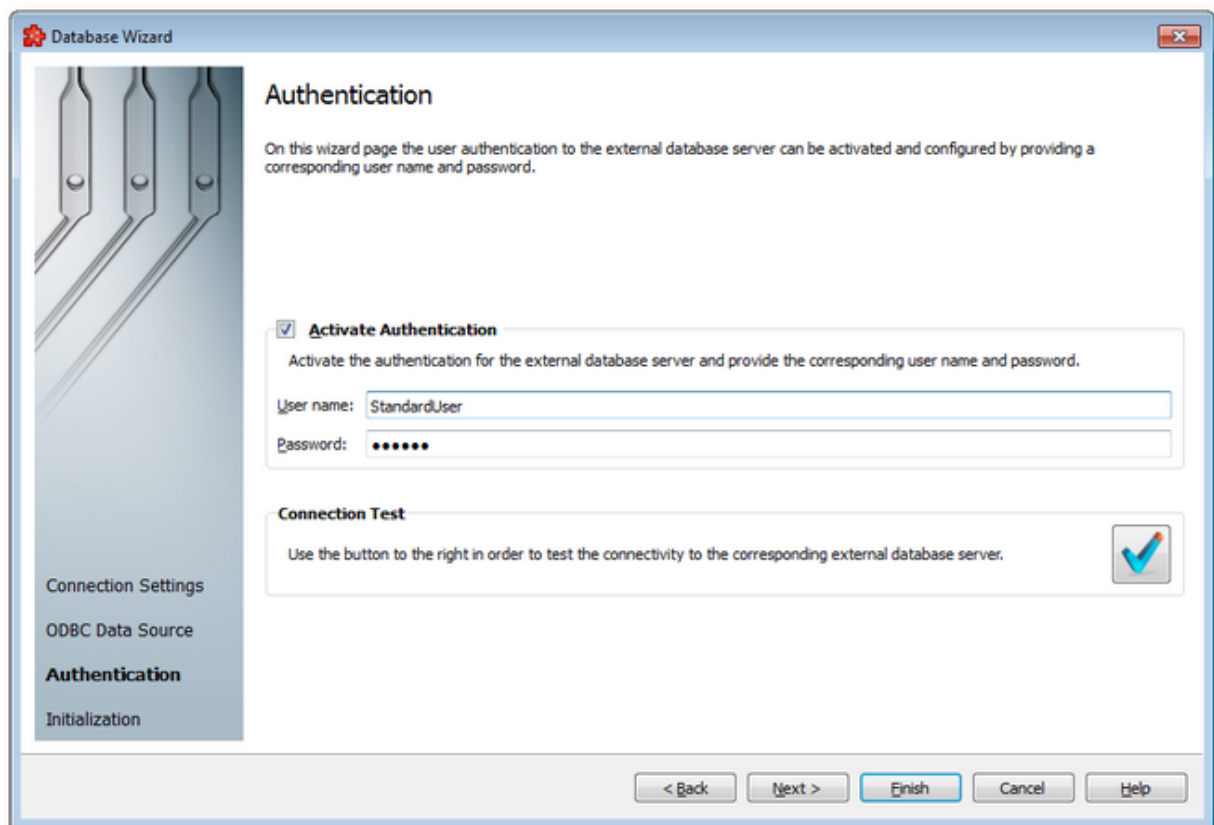 Database Wizard
Authentication
On this wizard page the user authentication to the external database server can be activated and configured by providing a
corresponding user name and password.
Activate Authentication
Activate the authentication for the external database server and provide the corresponding user name and password.
User name: StandardUser
Password: ••••••
Connection Test
Use the button to the right in order to test the connectivity to the corresponding external database server.
Connection Settings
ODBC Data Source
Authentication
Initialization
< Back Next > Finish Cancel Help